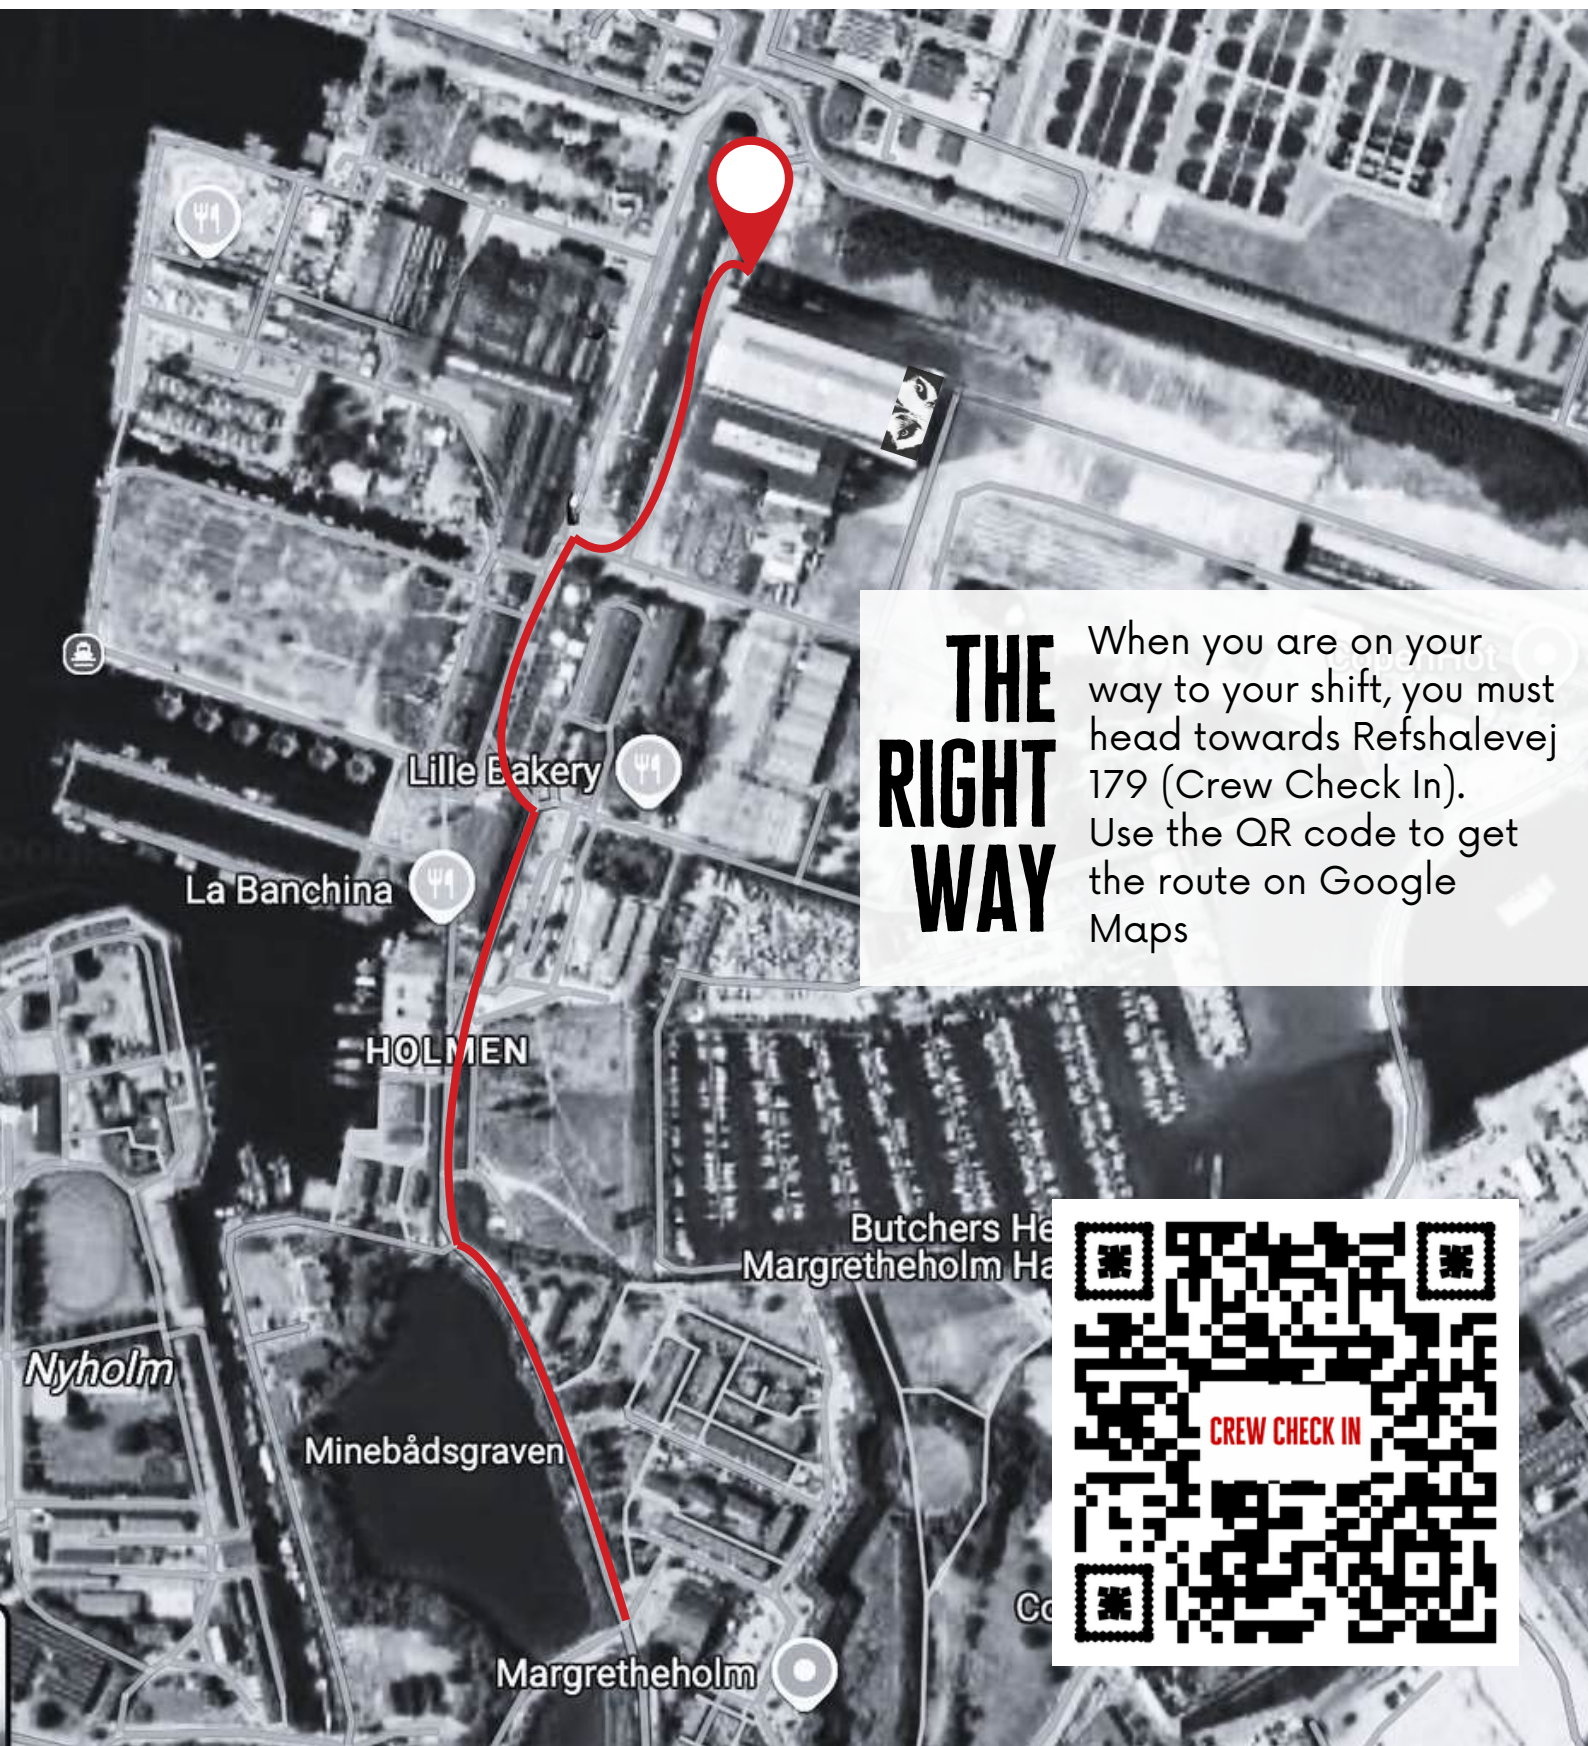 THE
RIGHT
WAY
When you are on your
way to your shift, you must
head towards Refshalevej
179 (Crew Check In).
Use the QR code to get
the route on Google
Maps
CopenHot
Lille Bakery
La Banchina
HOLMEN
Butchers He
Margretheholm Ha
Nyholm
Minebådsgraven
CREW CHECK IN
Co
Margretheholm